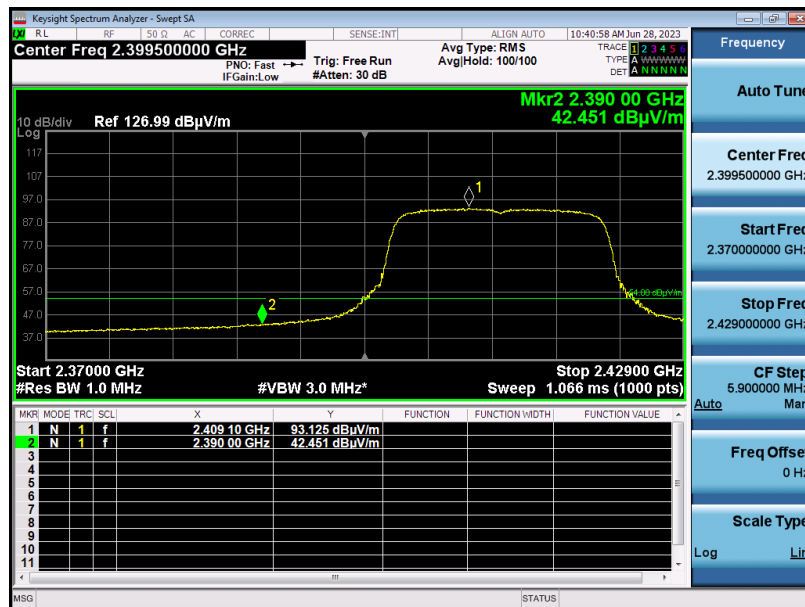 Keysight Spectrum Analyzer - Swept SA
LXI RL RF 50 Ω AC CORREC SENSE:INT ALIGN AUTO 10:40:58 AM Jun 28, 2023
Center Freq 2.399500000 GHz
PNO: Fast
IFGain:Low
Trig: Free Run
#Atten: 30 dB
Avg Type: RMS
Avg|Hold: 100/100
TRACE 1 2 3 4 5 6
TYPE A WWWWW
DET A N N N N N
Mkr2 2.390 00 GHz
42.451 dBµV/m
10 dB/div Ref 126.99 dBµV/m
Log
117
107
97.0
87.0
77.0
67.0
57.0
47.0
37.0
1
2
54.00 dBµV/m
Start 2.37000 GHz Stop 2.42900 GHz
#Res BW 1.0 MHz #VBW 3.0 MHz* Sweep 1.066 ms (1000 pts)
MKR MODE TRC SCL X Y FUNCTION FUNCTION WIDTH FUNCTION VALUE
1 N 1 f 2.409 10 GHz 93.125 dBµV/m
2 N 1 f 2.390 00 GHz 42.451 dBµV/m
3
4
5
6
7
8
9
10
11
MSG STATUS
Frequency
Auto Tune
Center Freq
2.399500000 GHz
Start Freq
2.370000000 GHz
Stop Freq
2.429000000 GHz
CF Step
5.900000 MHz
Auto Man
Freq Offset
0 Hz
Scale Type
Log Lin